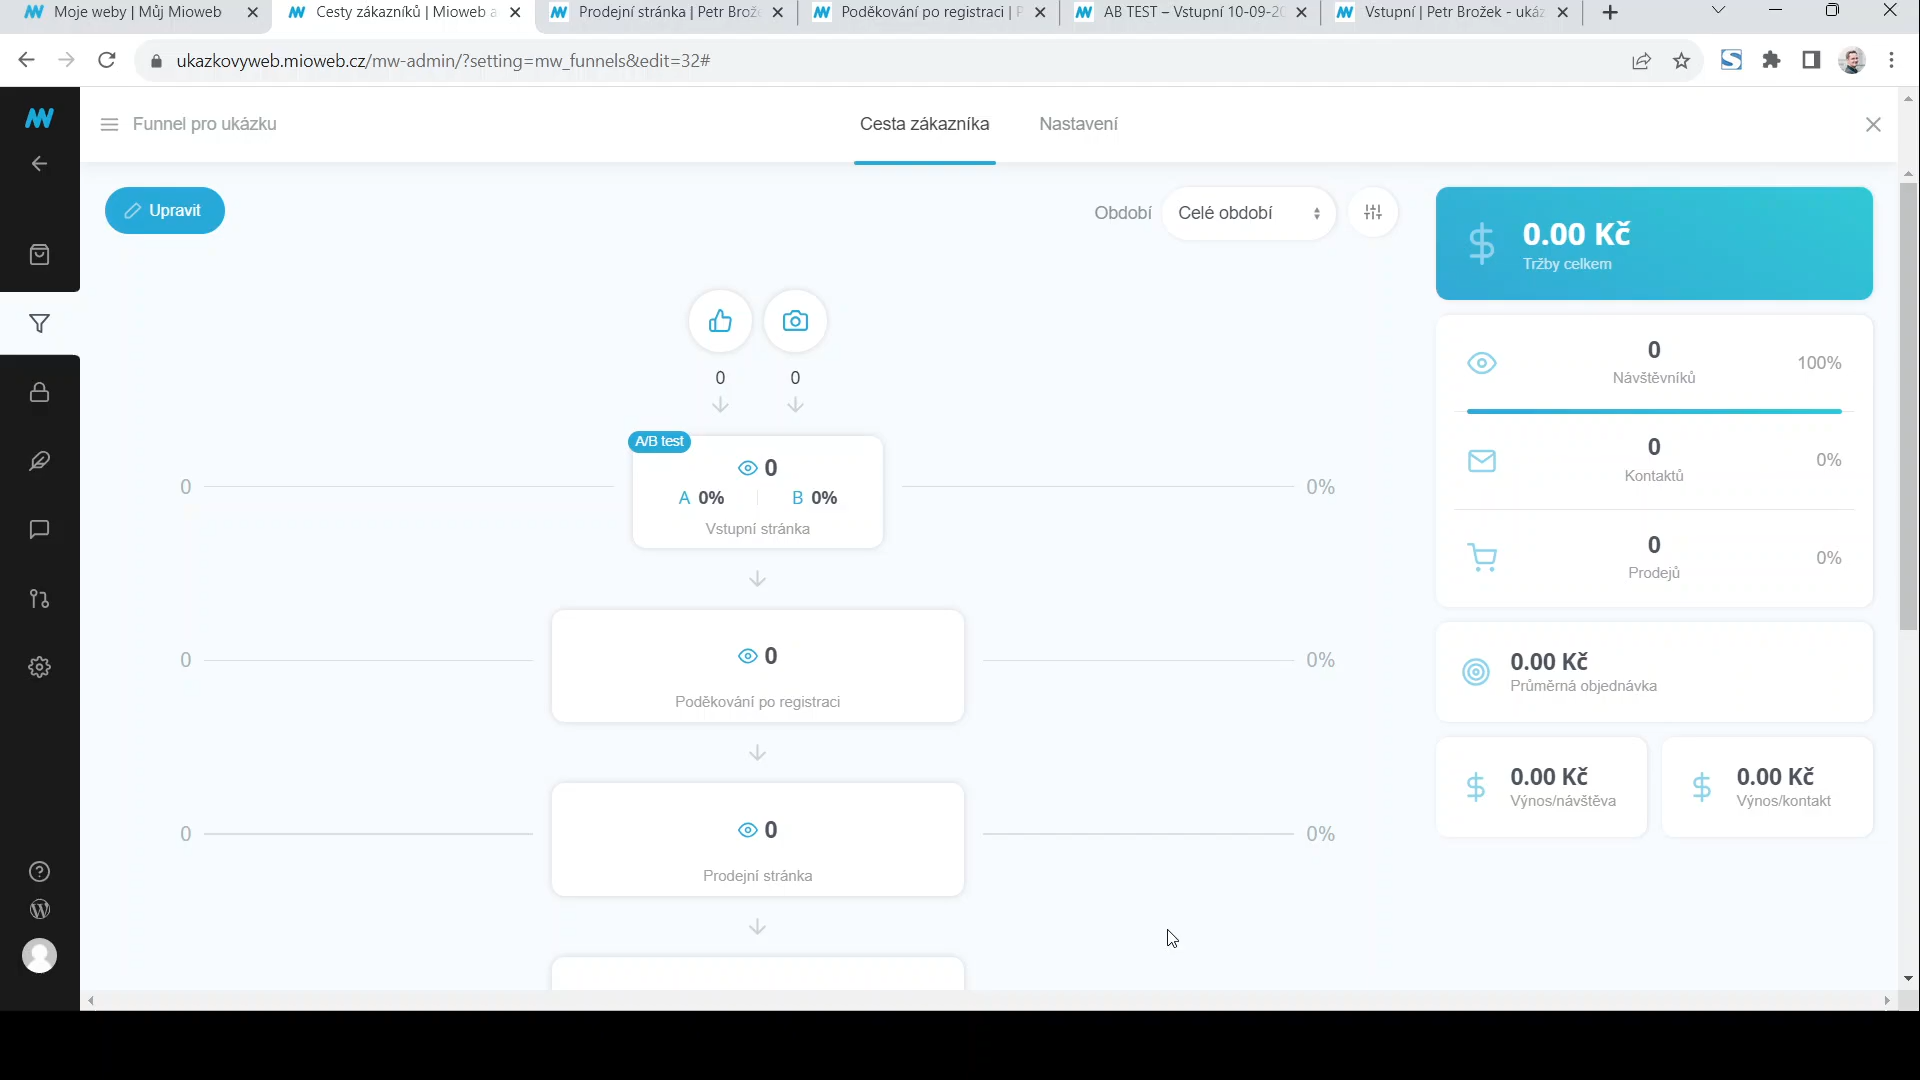 Moje weby | Můj Mioweb
Cesty zákazníků | Mioweb a
Prodejní stránka | Petr Brože
Poděkování po registraci | P
AB TEST – Vstupní 10-09-20
Vstupní | Petr Brožek - ukáz
ukazkovyweb.mioweb.cz/mw-admin/?setting=mw_funnels&edit=32#
Funnel pro ukázku
Cesta zákazníka
Nastavení
Upravit
Období
Celé období
0.00 Kč
Tržby celkem
0
0
0
Návštěvníků
100%
A/B test
0
A 0%
B 0%
Vstupní stránka
0
0%
0
Kontaktů
0%
0
Prodejů
0%
0
0
Poděkování po registraci
0%
0.00 Kč
Průměrná objednávka
0.00 Kč
Výnos/návštěva
0.00 Kč
Výnos/kontakt
0
0
Prodejní stránka
0%